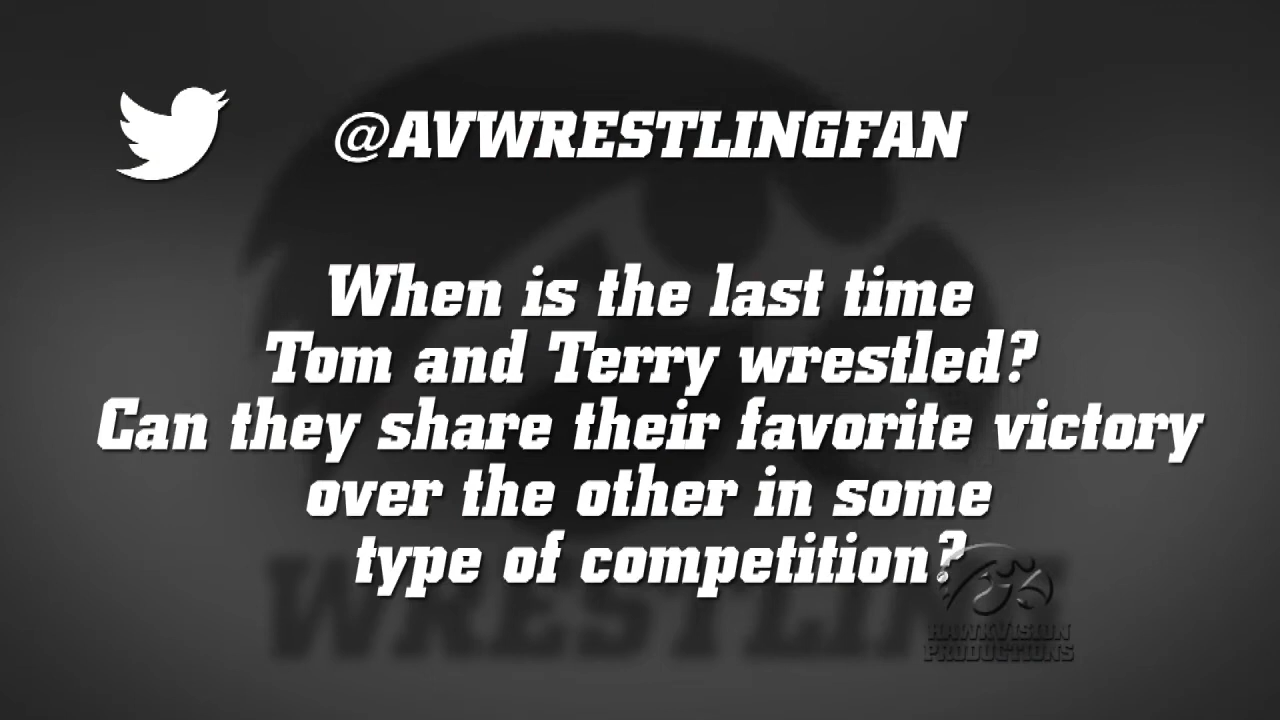 @AVWRESTLINGFAN
When is the last time
Tom and Terry wrestled?
Can they share their favorite victory
over the other in some
type of competition?
WRESTLING
HAWKVISION
PRODUCTIONS